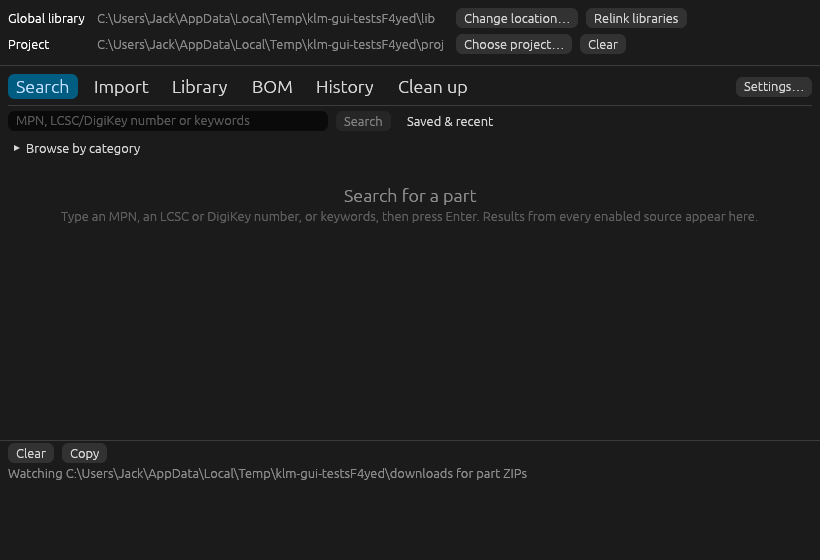 Global library C:\Users\Jack\AppData\Local\Temp\klm-gui-testsF4yed\lib Change location... Relink libraries
Project C:\Users\Jack\AppData\Local\Temp\klm-gui-testsF4yed\proj Choose project... Clear
Search Import Library BOM History Clean up Settings...
MPN, LCSC/DigiKey number or keywords Search Saved & recent
Browse by category
Search for a part
Type an MPN, an LCSC or DigiKey number, or keywords, then press Enter. Results from every enabled source appear here.
Clear Copy
Watching C:\Users\Jack\AppData\Local\Temp\klm-gui-testsF4yed\downloads for part ZIPs